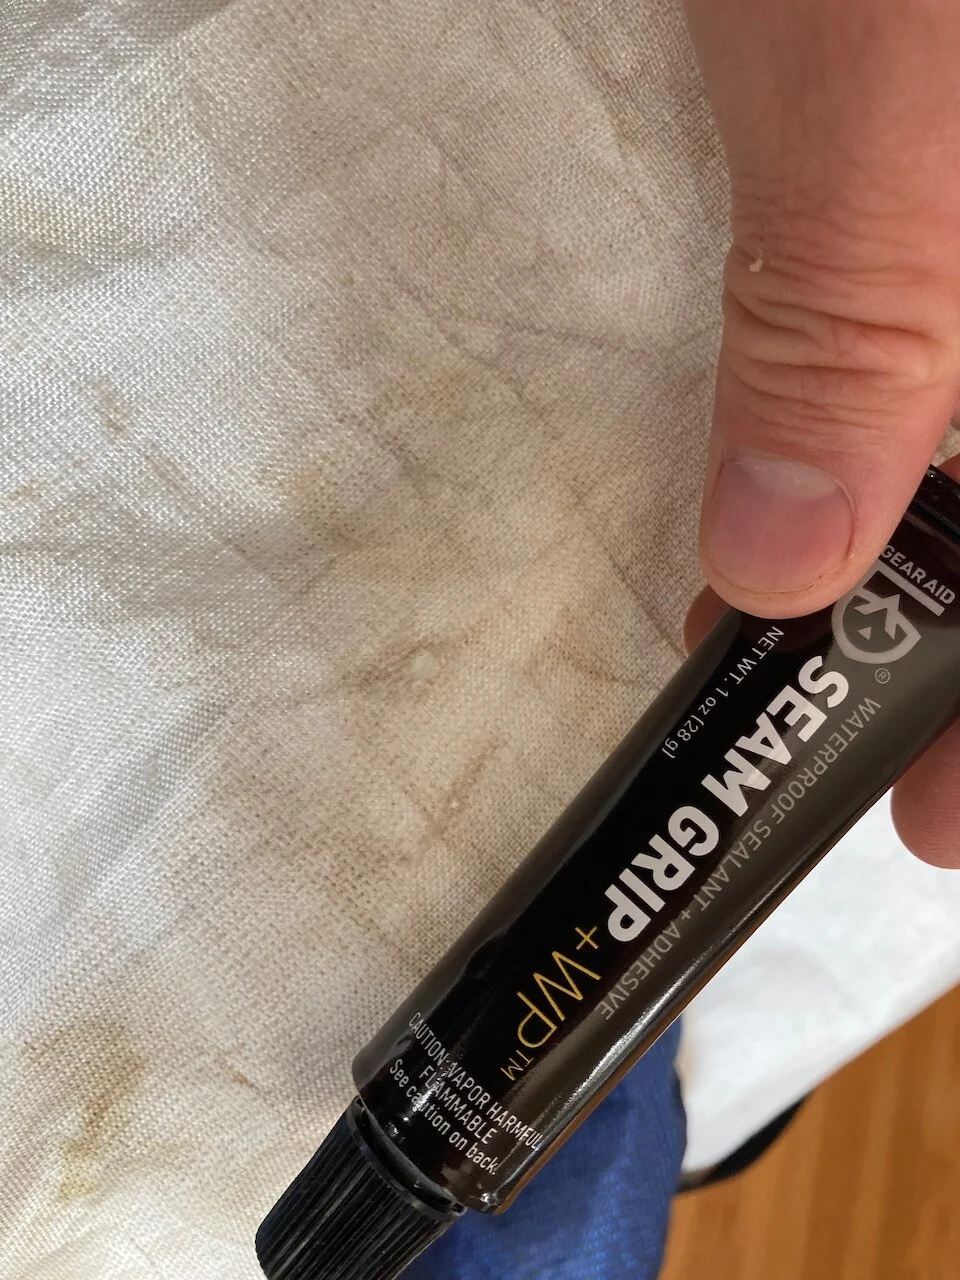 GEAR AID
®
SEAM GRIP
+WP™
WATERPROOF SEALANT + ADHESIVE
NET WT. 1 oz (28 g)
CAUTION: VAPOR HARMFUL,
FLAMMABLE
See caution on back.